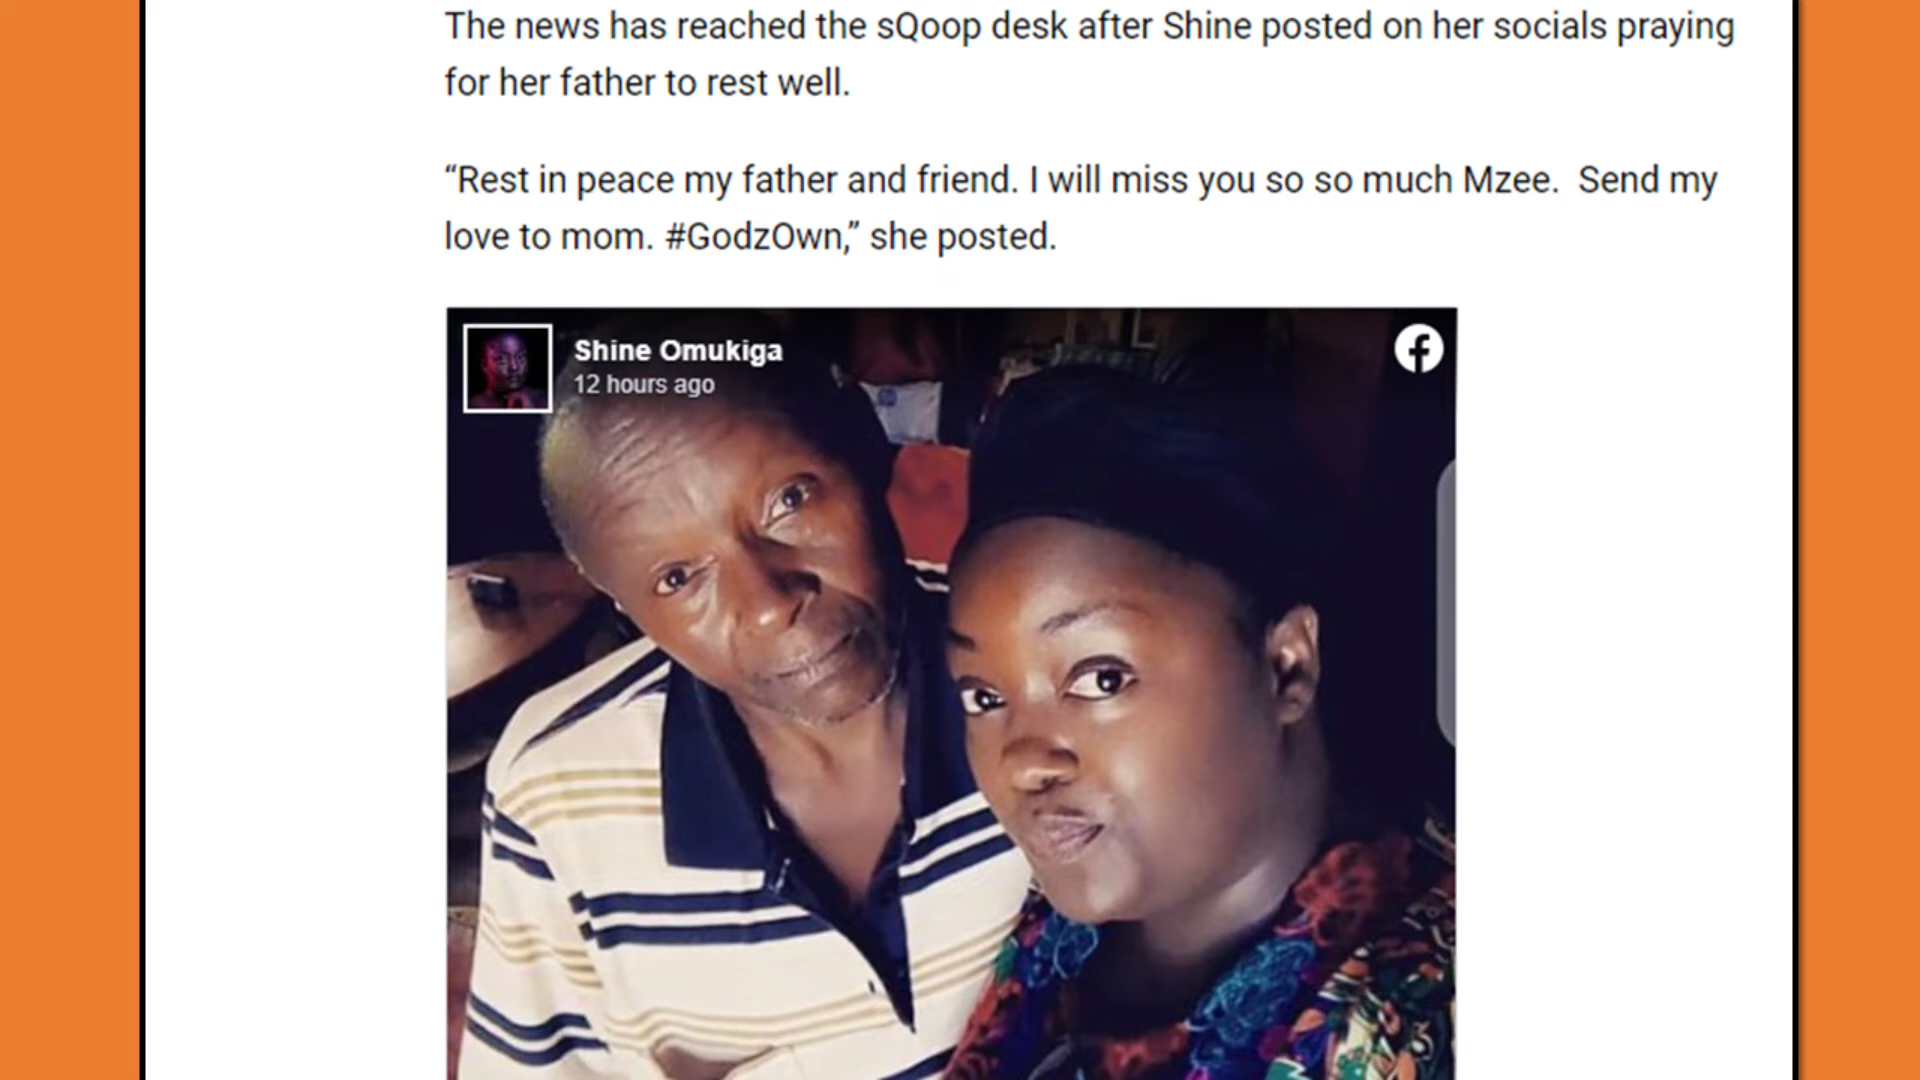 The news has reached the sQoop desk after Shine posted on her socials praying
for her father to rest well.
“Rest in peace my father and friend. I will miss you so so much Mzee.  Send my
love to mom. #GodzOwn,” she posted.
Shine Omukiga
12 hours ago